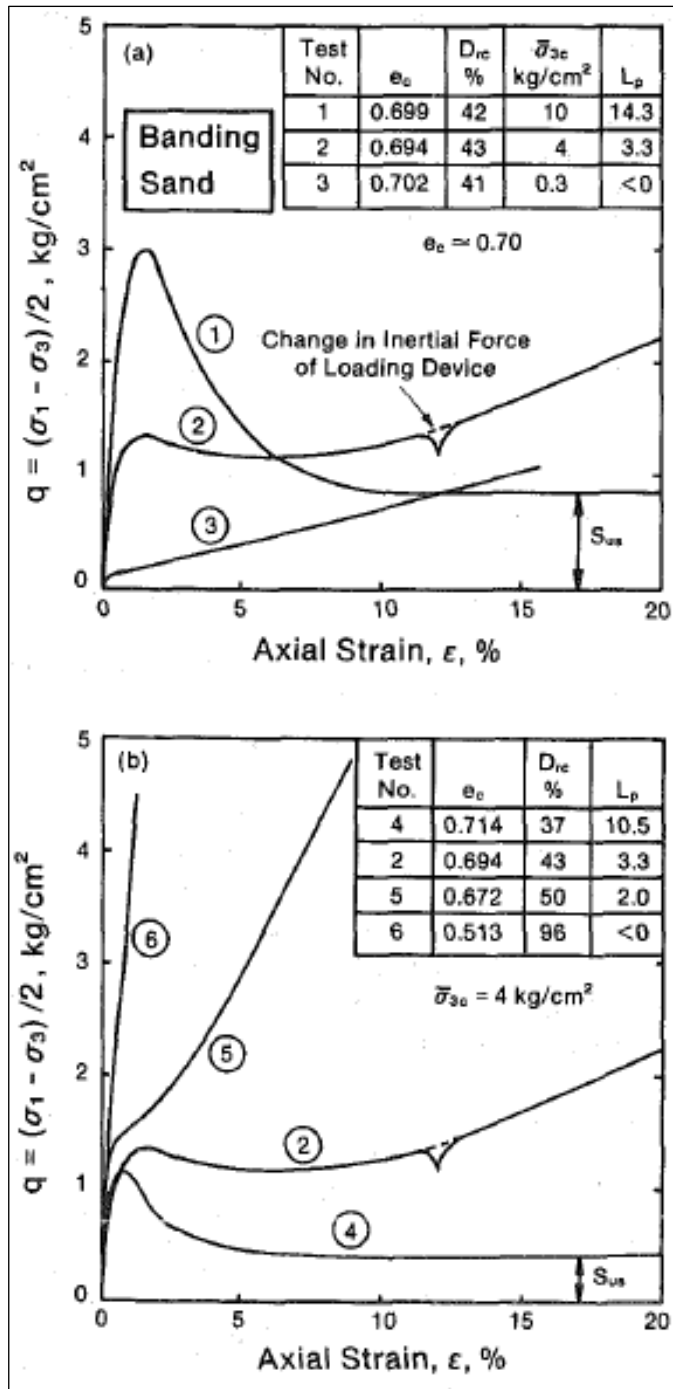 (a)
Banding
Sand
Test No. e_c D_rc % σ̄_3c kg/cm² L_p
1 0.699 42 10 14.3
2 0.694 43 4 3.3
3 0.702 41 0.3 <0
e_c ≃ 0.70
Change in Inertial Force
of Loading Device
1
2
3
S_us
q = (σ₁ - σ₃)/2, kg/cm²
5
4
3
2
1
0
0 5 10 15 20
Axial Strain, ε, %
(b)
Test No. e_c D_rc % L_p
4 0.714 37 10.5
2 0.694 43 3.3
5 0.672 50 2.0
6 0.513 96 <0
σ̄_3c = 4 kg/cm²
6
5
2
4
S_us
q = (σ₁ - σ₃)/2, kg/cm²
5
4
3
2
1
0
0 5 10 15 20
Axial Strain, ε, %